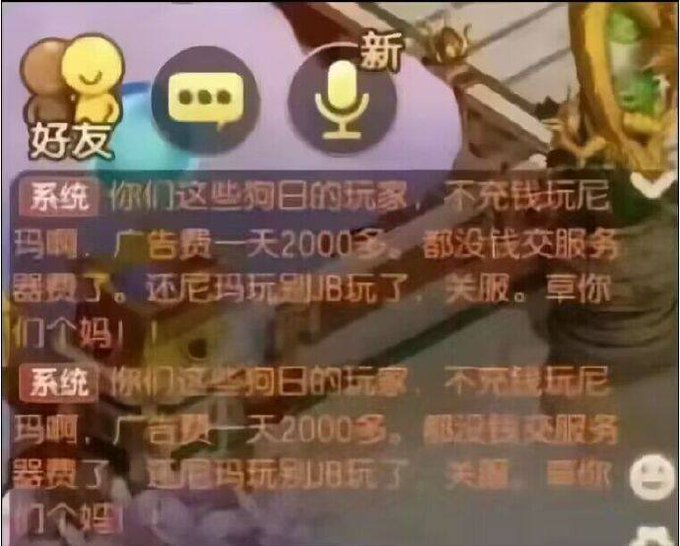 新
好友
系统 你们这些狗日的玩家，不充钱玩尼
玛啊，广告费一天2000多。都没钱交服务
器费了。还尼玛玩别JB玩了，关服。草你
们个妈！！
系统 你们这些狗日的玩家，不充钱玩尼
玛啊，广告费一天2000多。都没钱交服务
器费了。还尼玛玩别JB玩了，关服。草你
们个妈！！